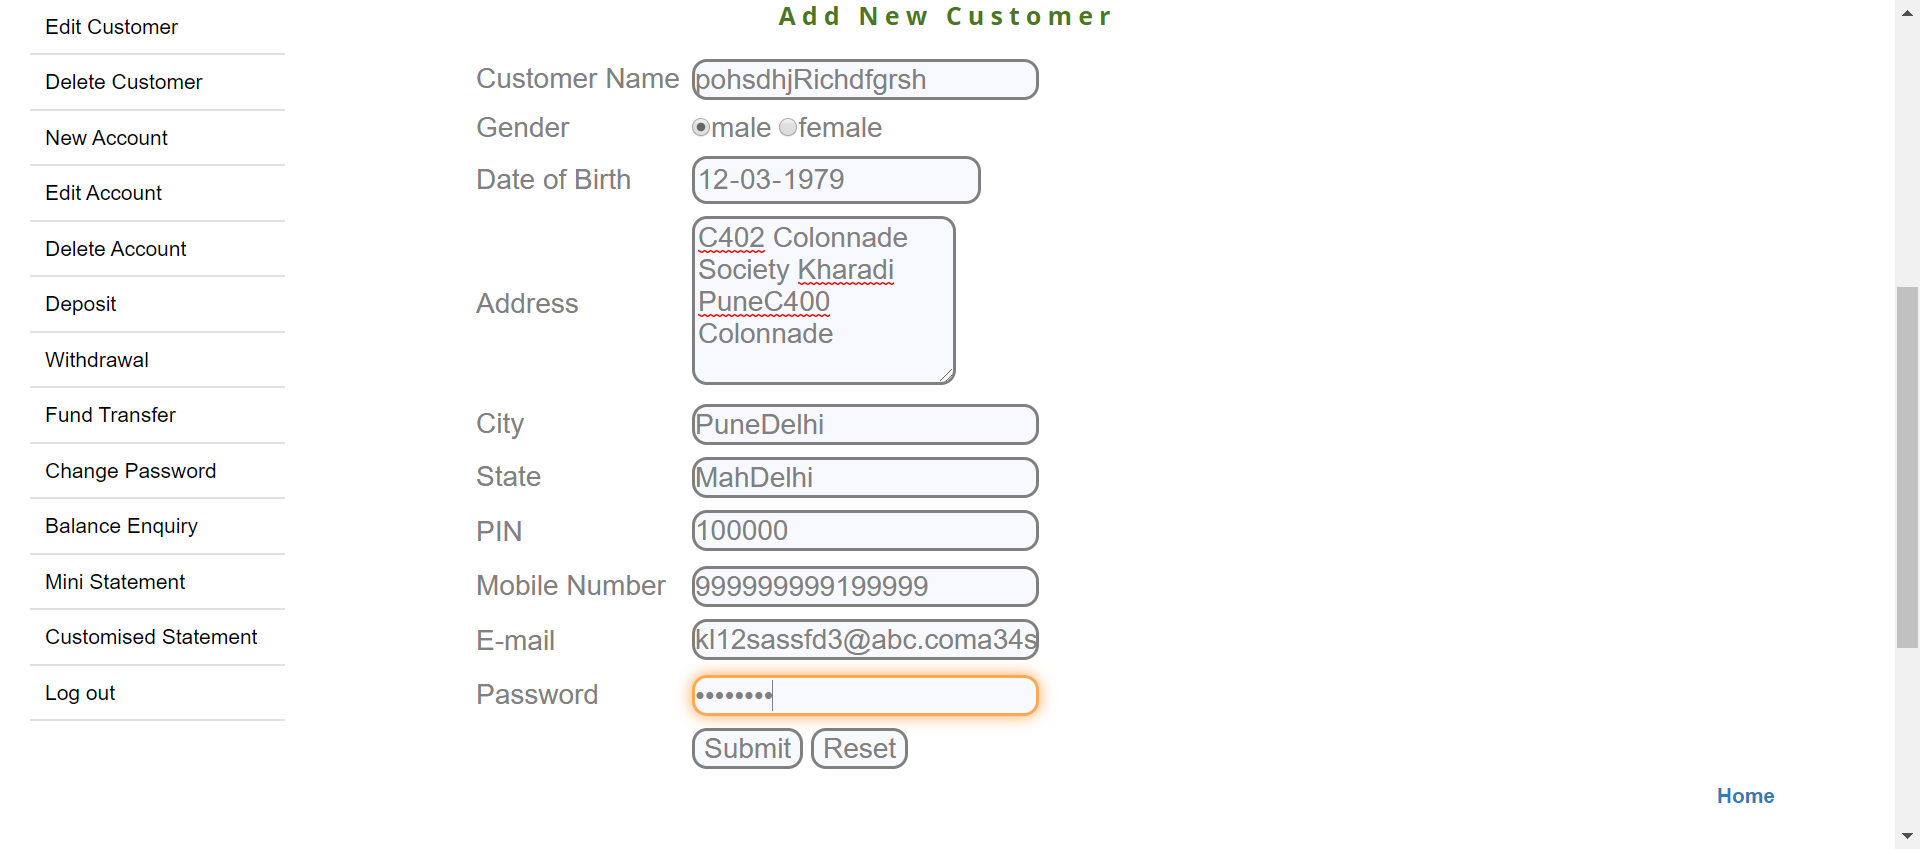 Edit Customer
Delete Customer
New Account
Edit Account
Delete Account
Deposit
Withdrawal
Fund Transfer
Change Password
Balance Enquiry
Mini Statement
Customised Statement
Log out
Add New Customer
Customer Name pohsdhjRichdfgrsh
Gender male female
Date of Birth 12-03-1979
Address
C402 Colonnade
Society Kharadi
PuneC400
Colonnade
City PuneDelhi
State MahDelhi
PIN 100000
Mobile Number 999999999199999
E-mail kl12sassfd3@abc.coma34s
Password ••••••••
Submit Reset
Home